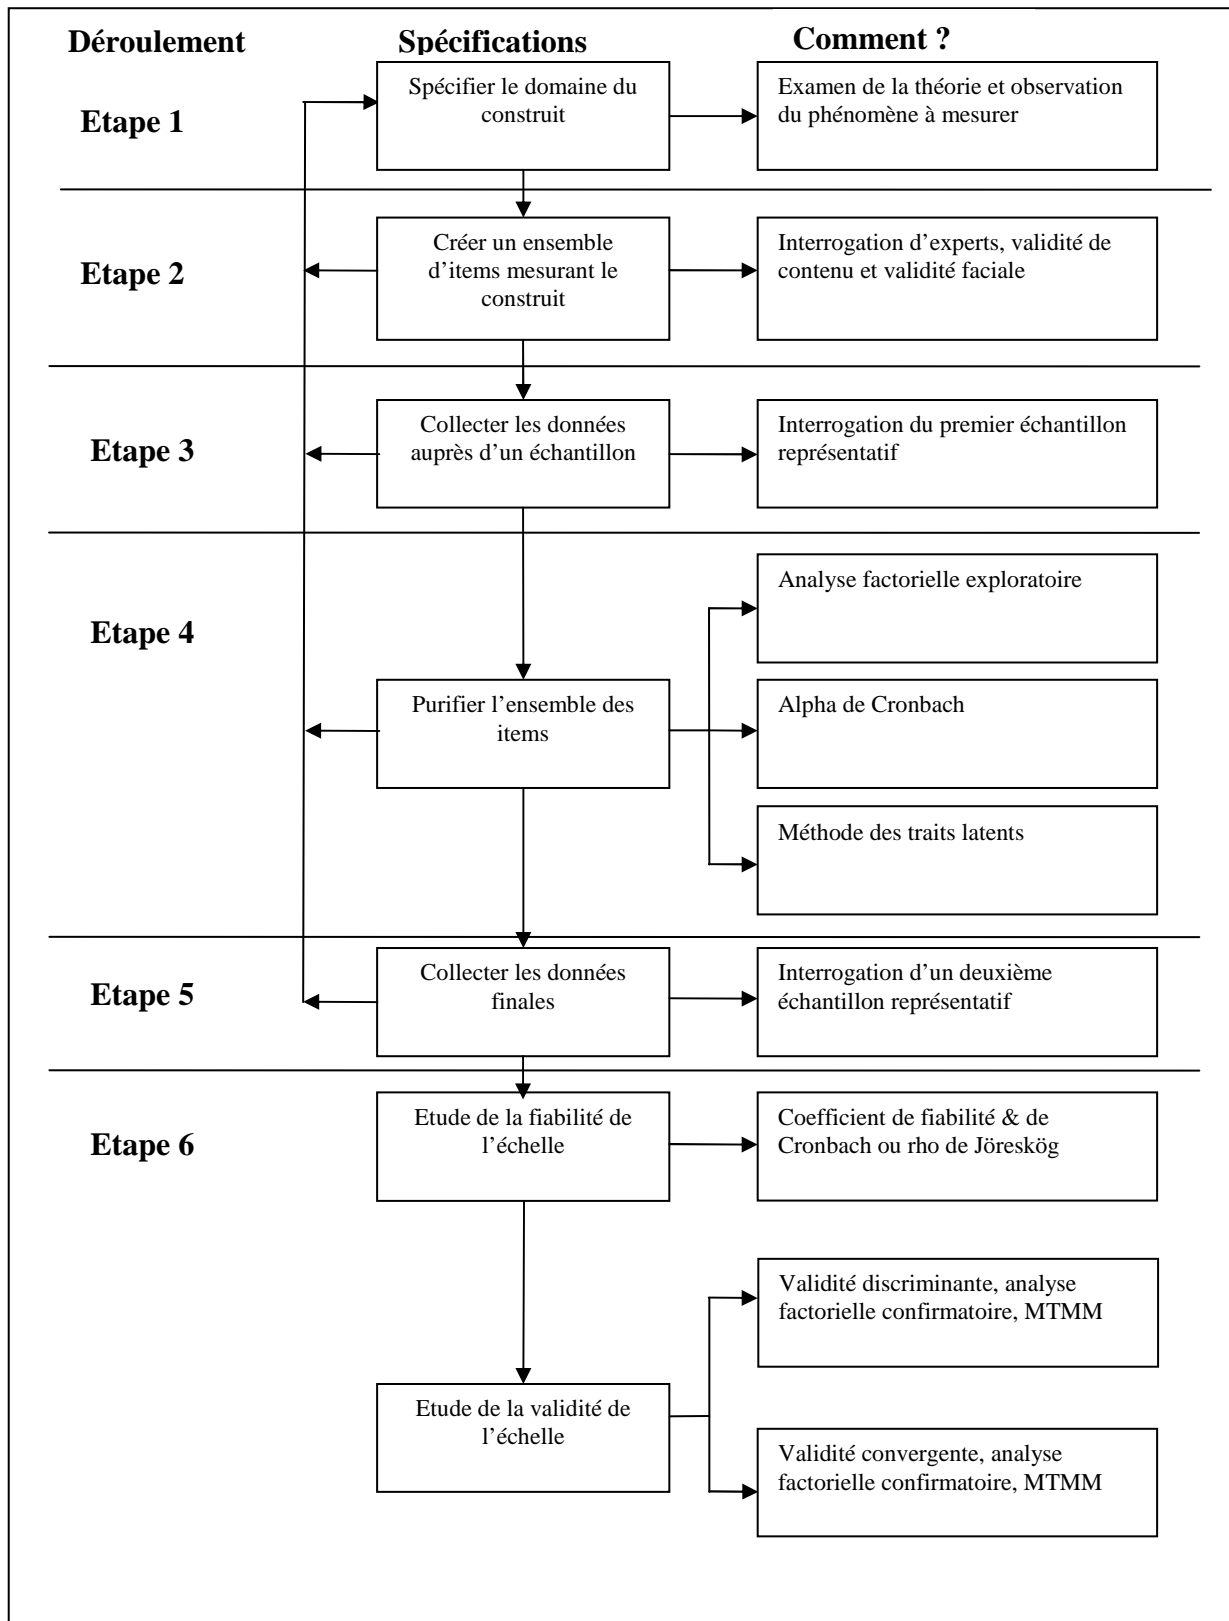 Déroulement
Spécifications
Comment ?
Etape 1
Spécifier le domaine du
construit
Examen de la théorie et observation
du phénomène à mesurer
Etape 2
Créer un ensemble
d’items mesurant le
construit
Interrogation d’experts, validité de
contenu et validité faciale
Etape 3
Collecter les données
auprès d’un échantillon
Interrogation du premier échantillon
représentatif
Etape 4
Purifier l’ensemble des
items
Analyse factorielle exploratoire
Alpha de Cronbach
Méthode des traits latents
Etape 5
Collecter les données
finales
Interrogation d’un deuxième
échantillon représentatif
Etape 6
Etude de la fiabilité de
l’échelle
Coefficient de fiabilité & de
Cronbach ou rho de Jöreskög
Etude de la validité de
l’échelle
Validité discriminante, analyse
factorielle confirmatoire, MTMM
Validité convergente, analyse
factorielle confirmatoire, MTMM